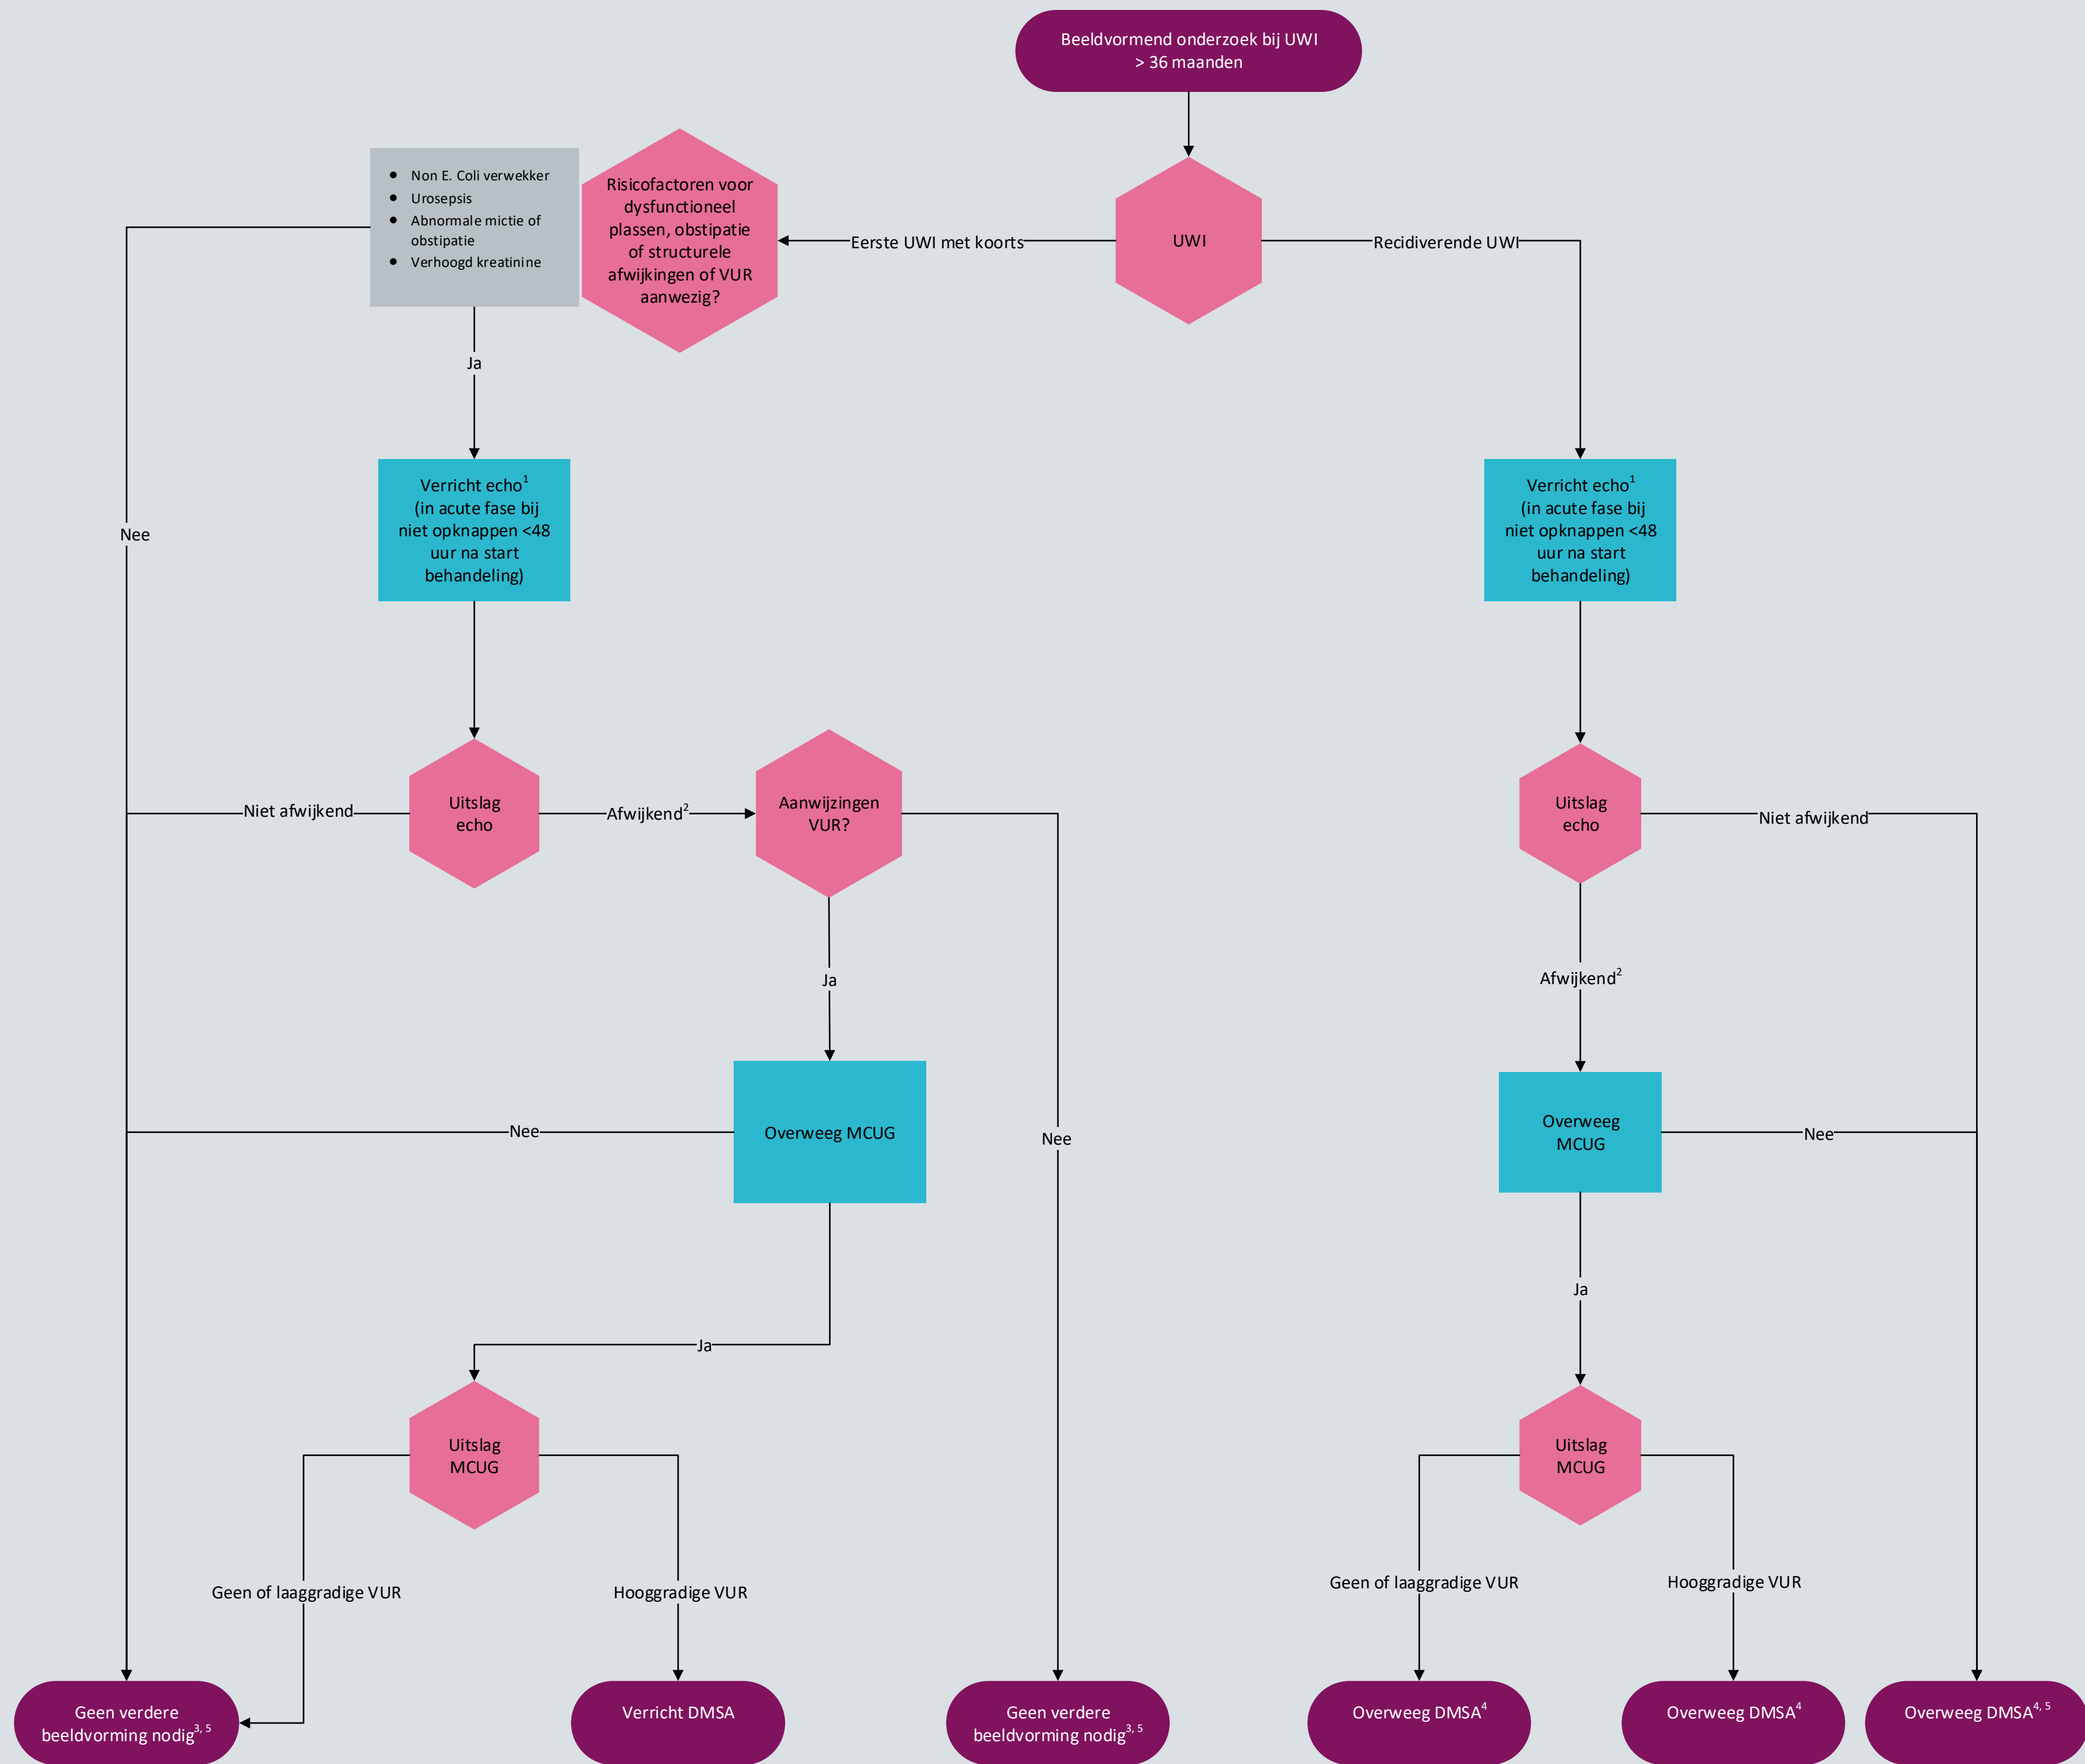 Beeldvormend onderzoek bij UWI
> 36 maanden
● Non E. Coli verwekker
● Urosepsis
● Abnormale mictie of
obstipatie
● Verhoogd kreatinine
Risicofactoren voor
dysfunctioneel
plassen, obstipatie
of structurele
afwijkingen of VUR
aanwezig?
Eerste UWI met koorts
UWI
Recidiverende UWI
Ja
Nee
Verricht echo¹
(in acute fase bij
niet opknappen <48
uur na start
behandeling)
Verricht echo¹
(in acute fase bij
niet opknappen <48
uur na start
behandeling)
Niet afwijkend
Uitslag
echo
Afwijkend²
Aanwijzingen
VUR?
Uitslag
echo
Niet afwijkend
Ja
Afwijkend²
Nee
Overweeg MCUG
Nee
Overweeg
MCUG
Nee
Ja
Ja
Uitslag
MCUG
Uitslag
MCUG
Geen of laaggradige VUR
Hooggradige VUR
Geen of laaggradige VUR
Hooggradige VUR
Geen verdere
beeldvorming nodig³, ⁵
Verricht DMSA
Geen verdere
beeldvorming nodig³, ⁵
Overweeg DMSA⁴
Overweeg DMSA⁴
Overweeg DMSA⁴, ⁵